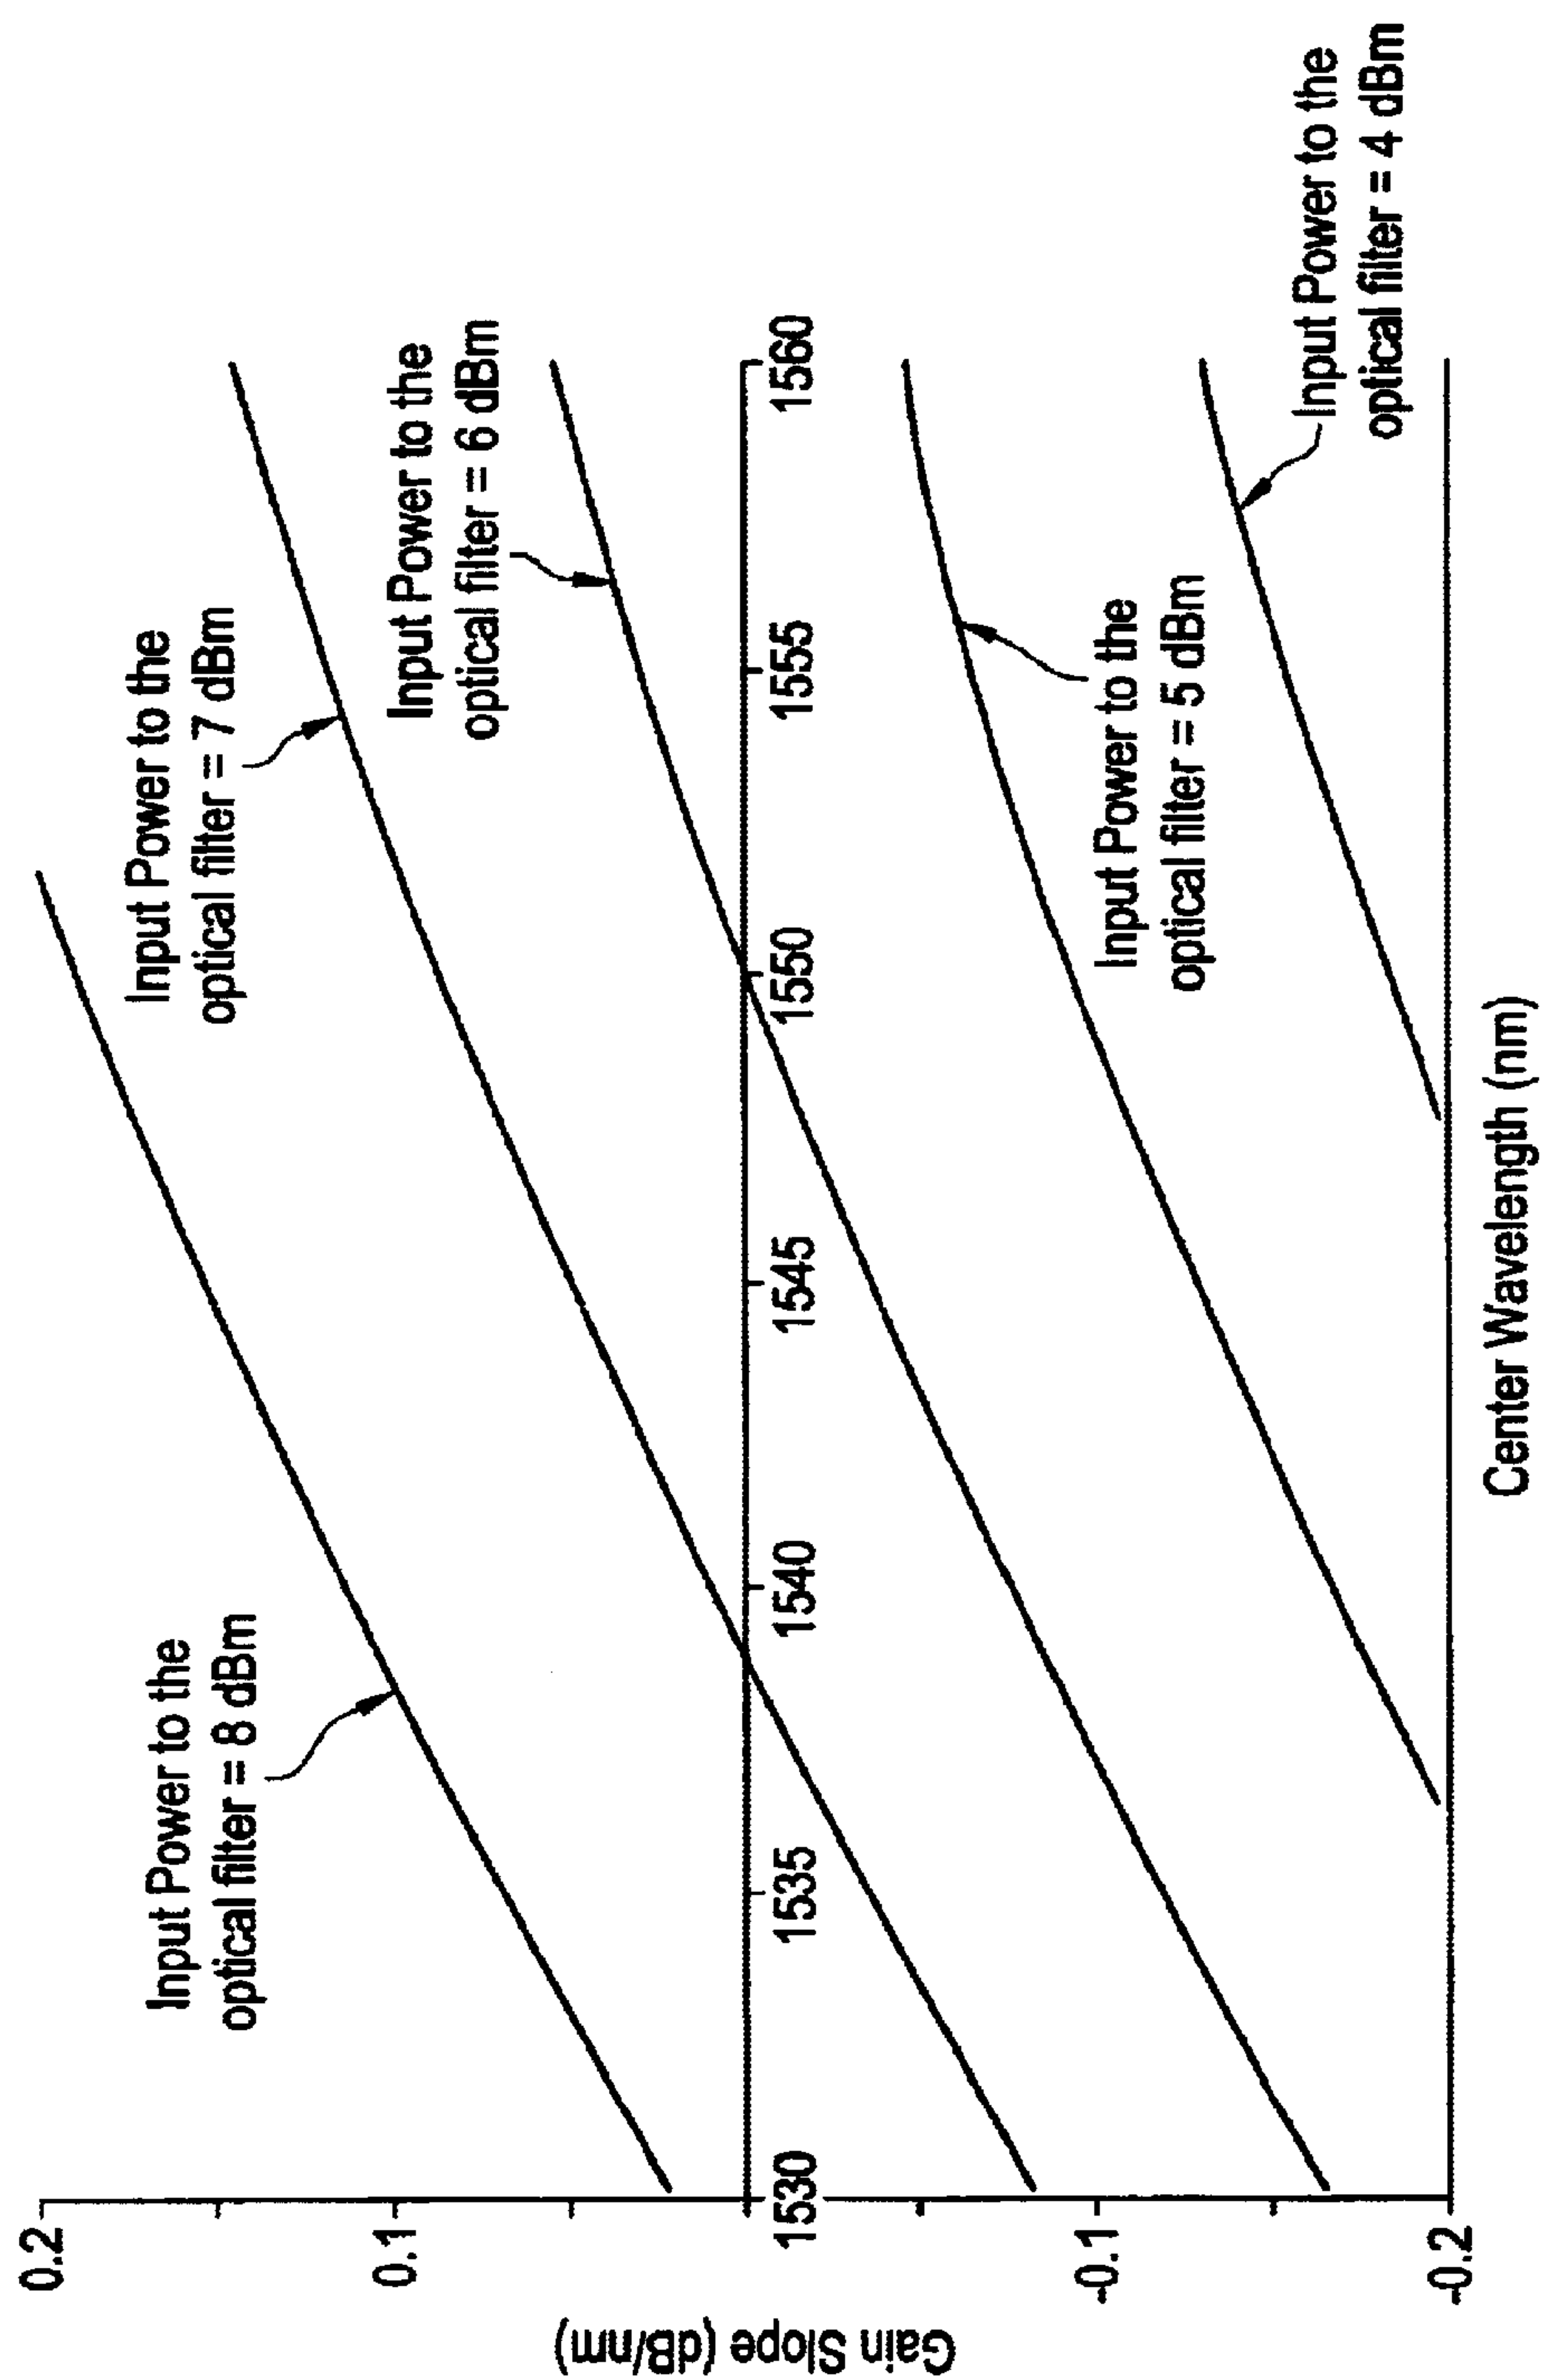 Gain Slope (dB/nm)
0.2
0.1
-0.1
-0.2
1530
1535
1540
1545
1550
1555
1560
Center Wavelength (nm)
Input Power to the
optical filter = 8 dBm
Input Power to the
optical filter = 7 dBm
Input Power to the
optical filter = 6 dBm
Input Power to the
optical filter = 5 dBm
Input Power to the
optical filter = 4 dBm